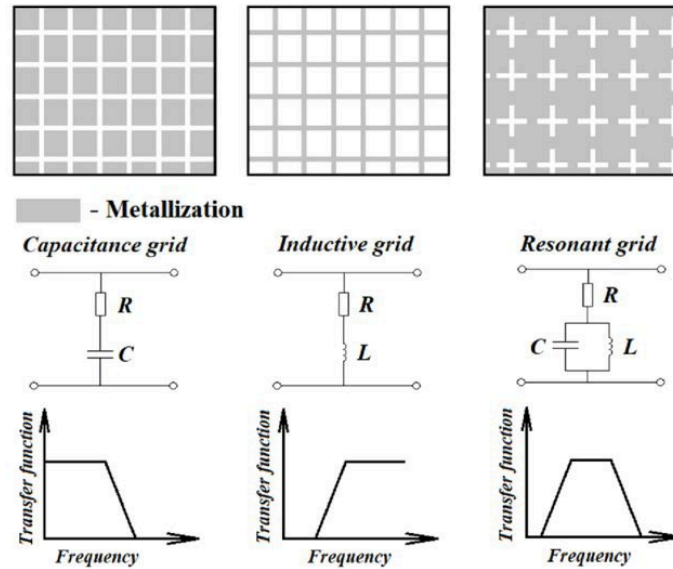 - Metallization
Capacitance grid
Inductive grid
Resonant grid
R
C
R
L
R
C
L
Transfer function
Frequency
Transfer function
Frequency
Transfer function
Frequency